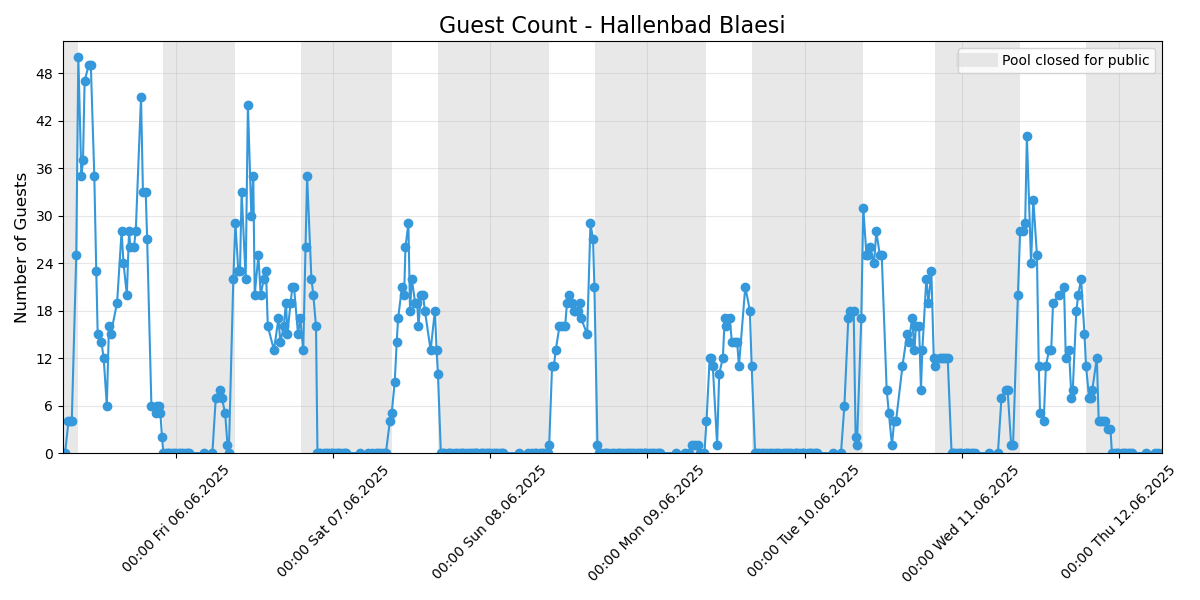 Guest Count - Hallenbad Blaesi
Pool closed for public
Number of Guests
48
42
36
30
24
18
12
6
0
00:00 Fri 06.06.2025
00:00 Sat 07.06.2025
00:00 Sun 08.06.2025
00:00 Mon 09.06.2025
00:00 Tue 10.06.2025
00:00 Wed 11.06.2025
00:00 Thu 12.06.2025